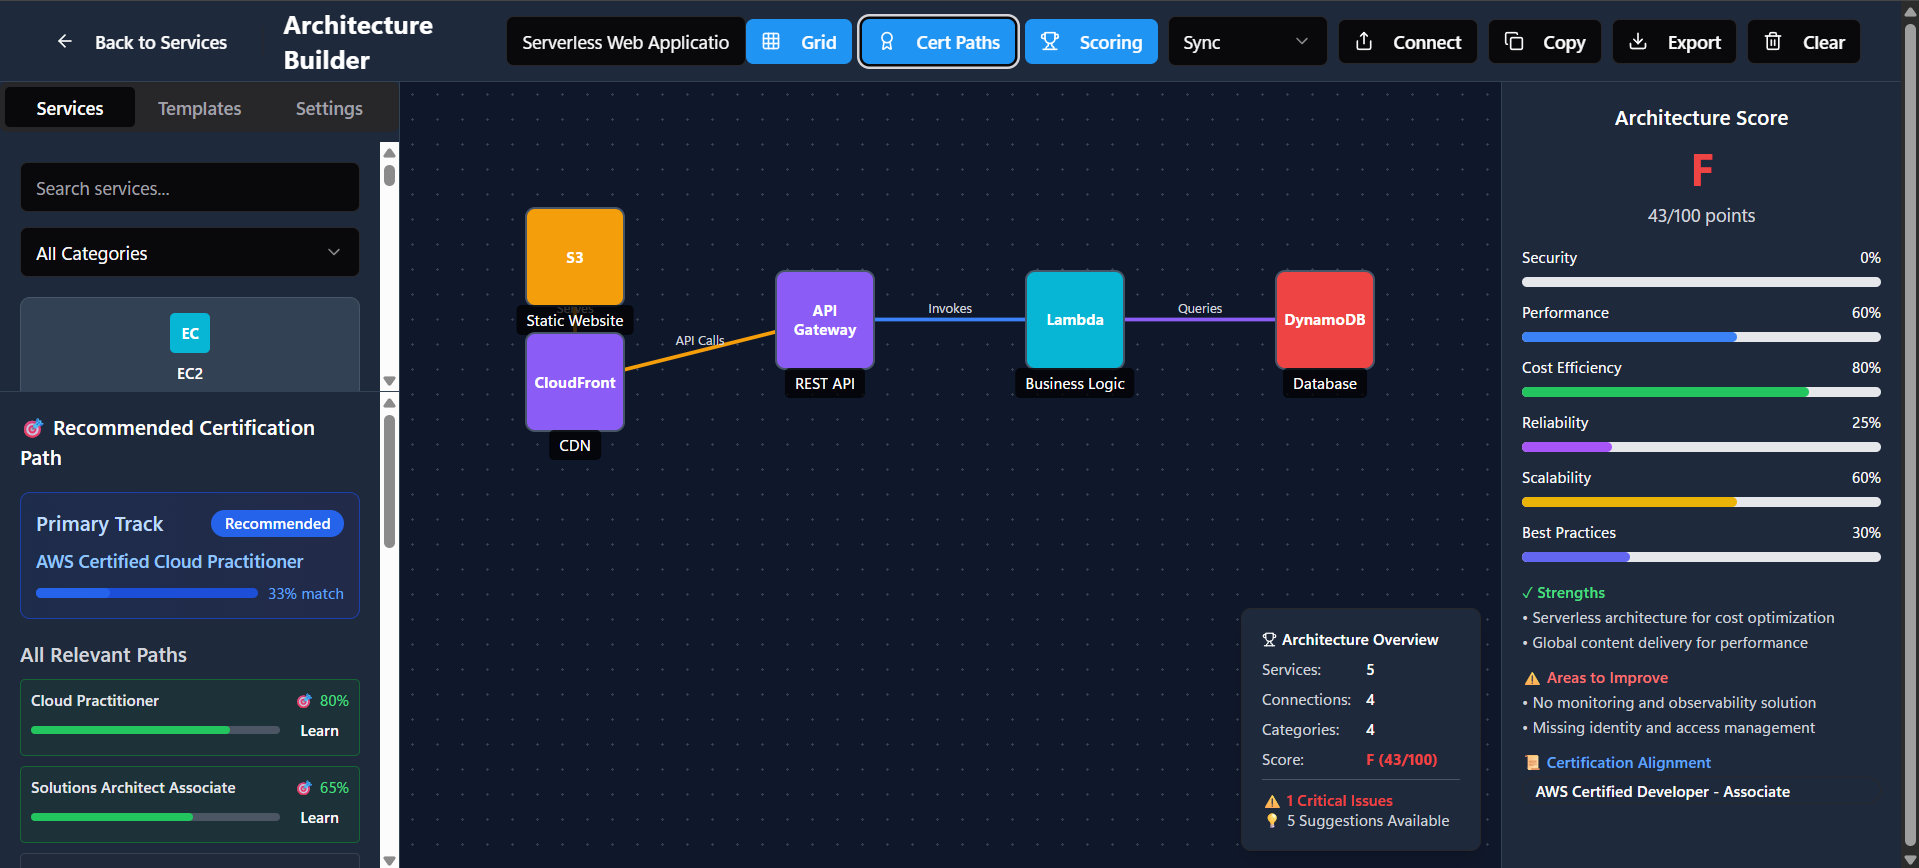 Back to Services
Architecture
Builder
Serverless Web Applicatio
Grid
Cert Paths
Scoring
Sync
Connect
Copy
Export
Clear
Services
Templates
Settings
Search services...
All Categories
EC
EC2
🎯 Recommended Certification
Path
Primary Track
Recommended
AWS Certified Cloud Practitioner
33% match
All Relevant Paths
Cloud Practitioner
🎯 80%
Learn
Solutions Architect Associate
🎯 65%
Learn
S3
Serves
Static Website
CloudFront
CDN
API Calls
API
Gateway
REST API
Invokes
Lambda
Business Logic
Queries
DynamoDB
Database
Architecture Overview
Services: 5
Connections: 4
Categories: 4
Score: F (43/100)
⚠️ 1 Critical Issues
💡 5 Suggestions Available
Architecture Score
F
43/100 points
Security 0%
Performance 60%
Cost Efficiency 80%
Reliability 25%
Scalability 60%
Best Practices 30%
✓ Strengths
• Serverless architecture for cost optimization
• Global content delivery for performance
⚠️ Areas to Improve
• No monitoring and observability solution
• Missing identity and access management
📜 Certification Alignment
AWS Certified Developer - Associate